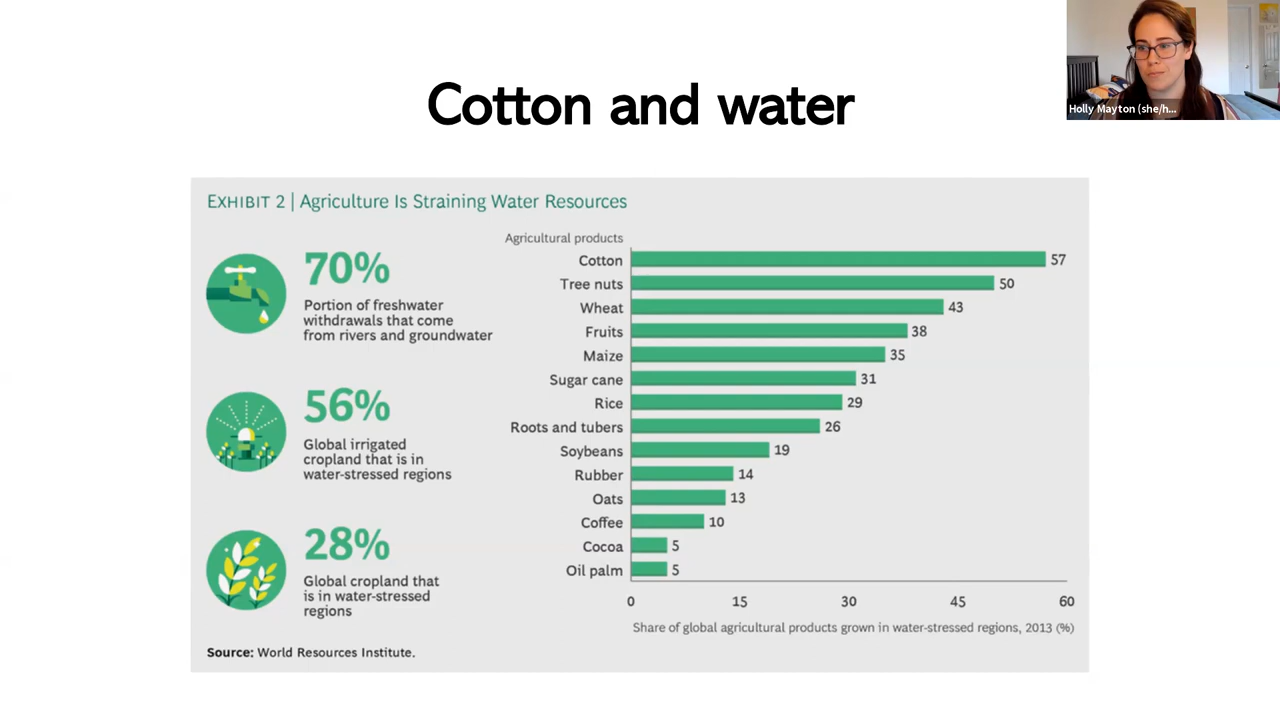 Holly Mayton (she/h...
Cotton and water
EXHIBIT 2 | Agriculture Is Straining Water Resources
70%
Portion of freshwater
withdrawals that come
from rivers and groundwater
56%
Global irrigated
cropland that is in
water-stressed regions
28%
Global cropland that
is in water-stressed
regions
Agricultural products
Cotton 57
Tree nuts 50
Wheat 43
Fruits 38
Maize 35
Sugar cane 31
Rice 29
Roots and tubers 26
Soybeans 19
Rubber 14
Oats 13
Coffee 10
Cocoa 5
Oil palm 5
0 15 30 45 60
Share of global agricultural products grown in water-stressed regions, 2013 (%)
Source: World Resources Institute.